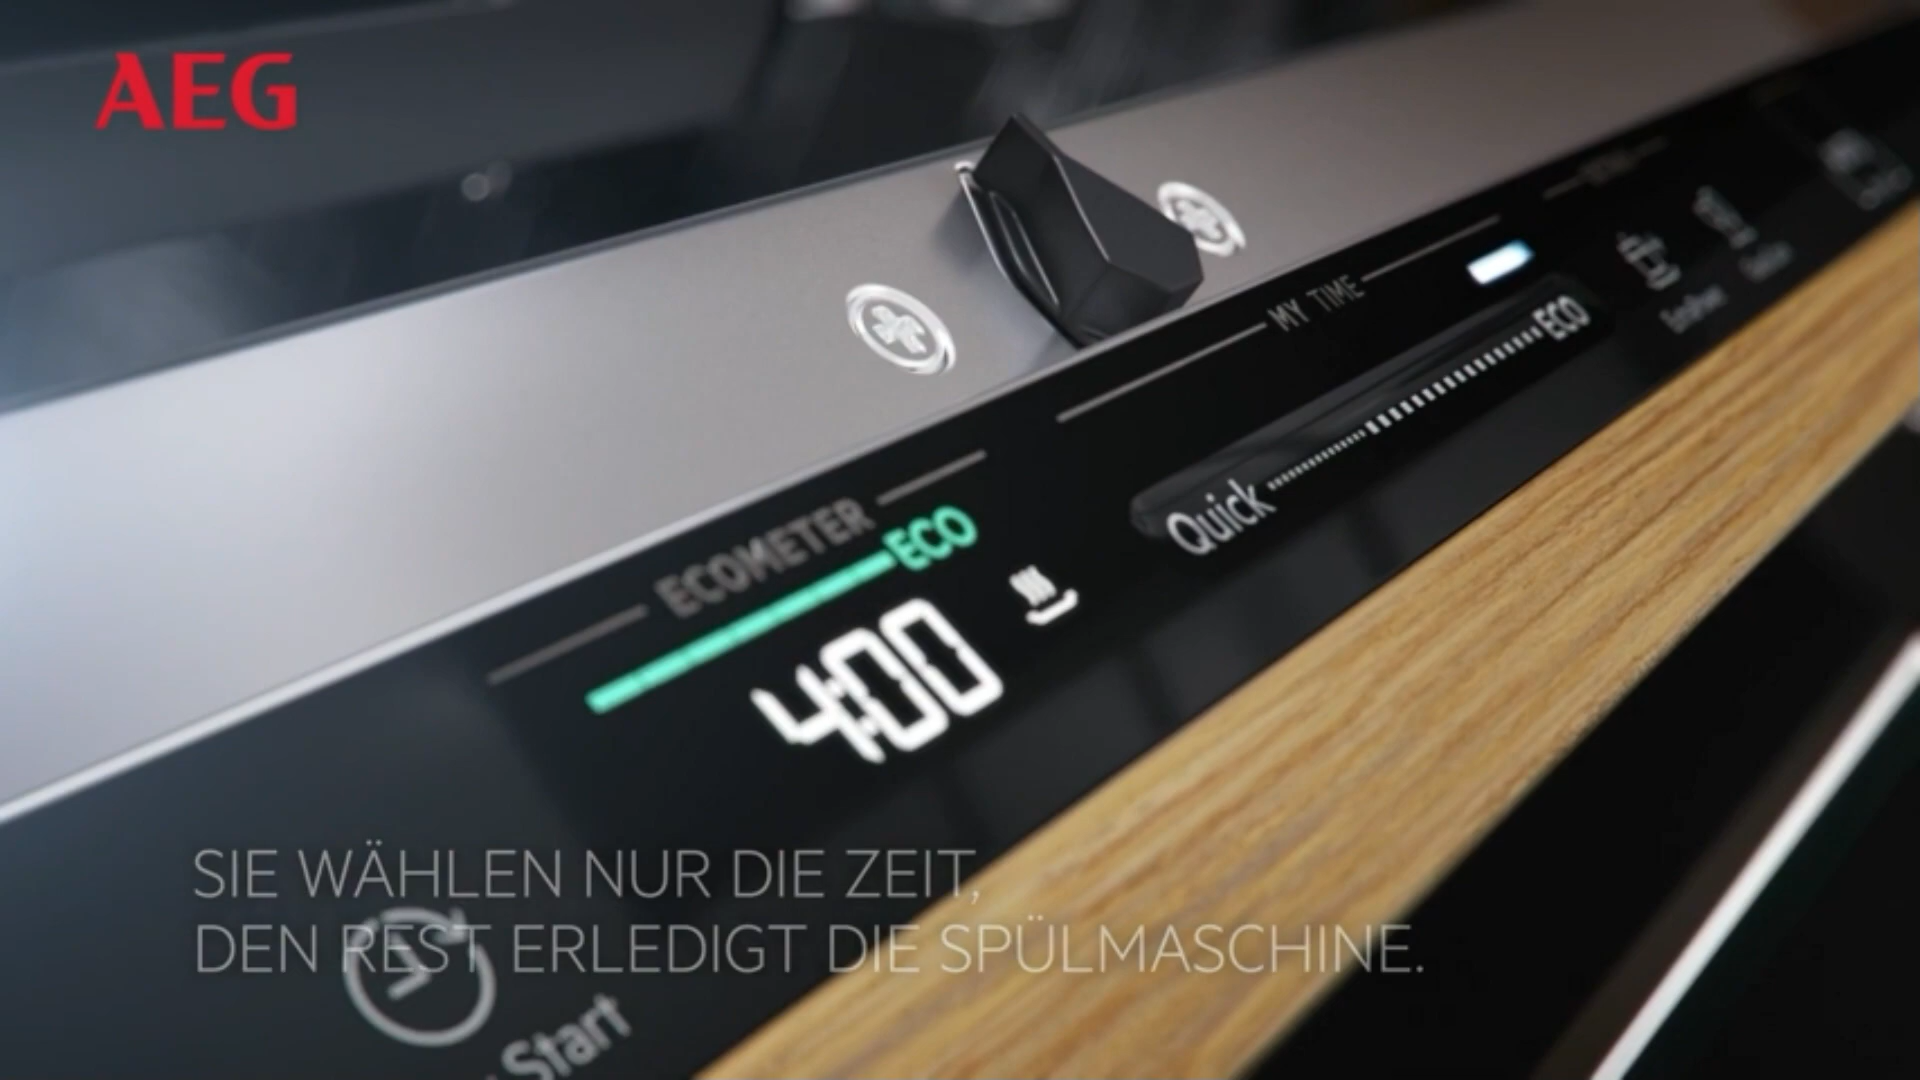 AEG
MY TIME
ECO
Quick
ECOMETER
ECO
4:00
SIE WÄHLEN NUR DIE ZEIT,
DEN REST ERLEDIGT DIE SPÜLMASCHINE.
Start